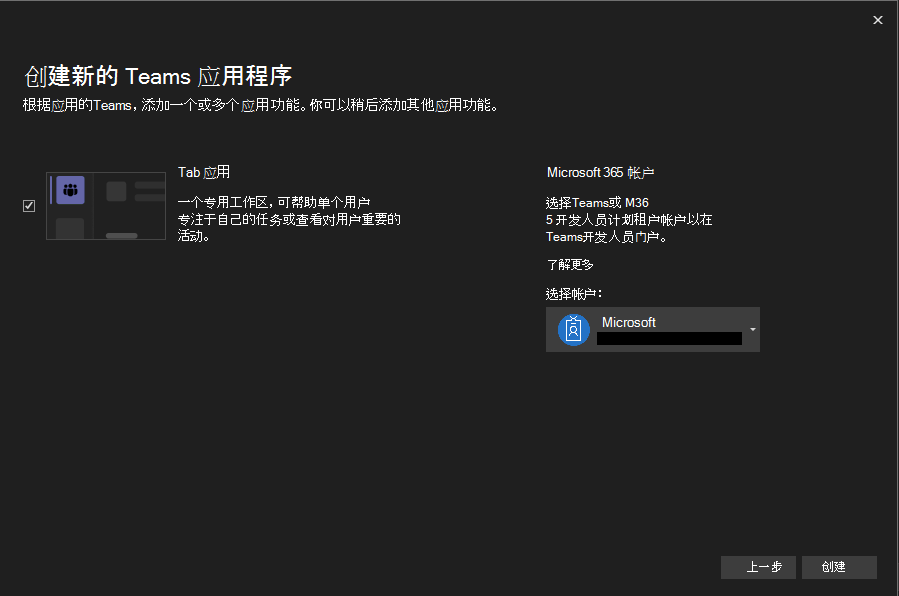 创建新的 Teams 应用程序
根据应用的Teams，添加一个或多个应用功能。你可以稍后添加其他应用功能。
Tab 应用
一个专用工作区，可帮助单个用户
专注于自己的任务或查看对用户重要的
活动。
Microsoft 365 帐户
选择Teams或 M36
5 开发人员计划租户帐户以在
Teams开发人员门户。
了解更多
选择帐户：
Microsoft
上一步
创建